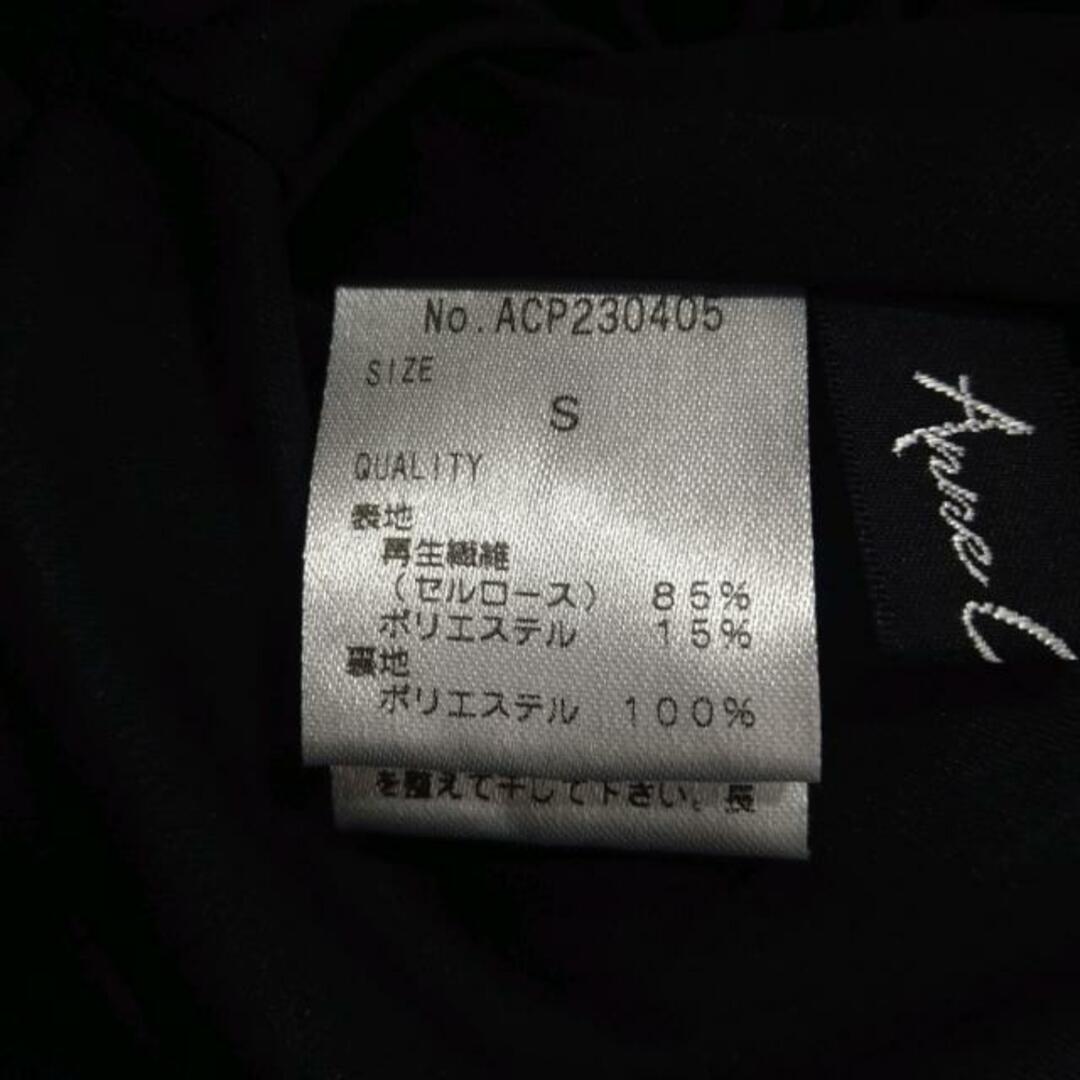 No.ACP230405
SIZE
S
QUALITY
表地
再生繊維
(セルロース) 85%
ポリエステル 15%
裏地
ポリエステル 100%
を整えて干して下さい。長
Anne